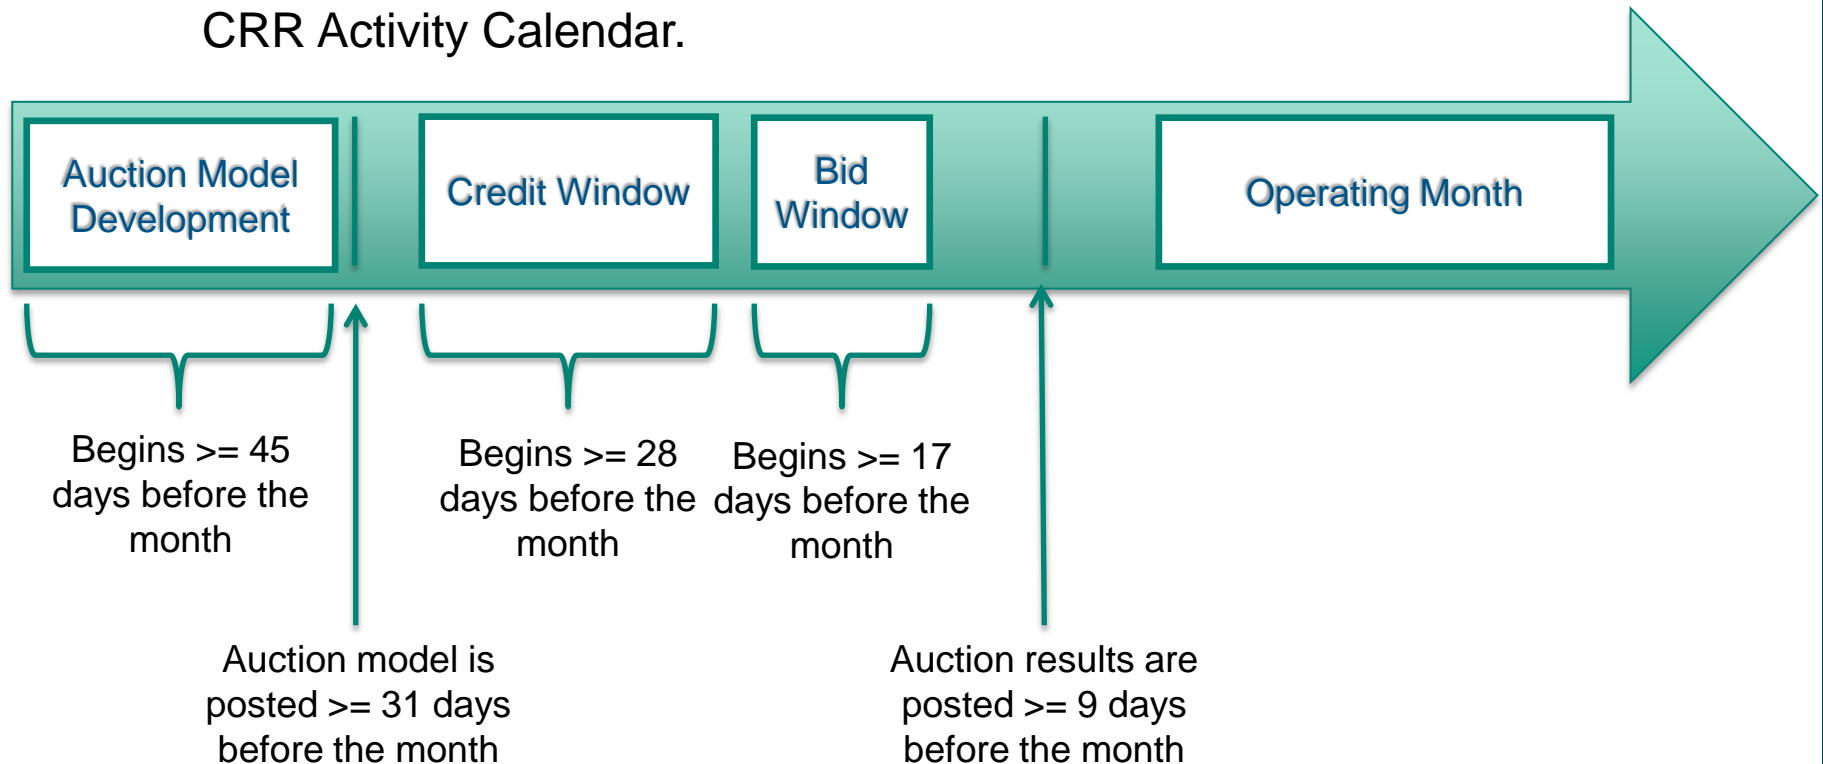 CRR Activity Calendar.
Auction Model
Development
Credit Window
Bid
Window
Operating Month
Begins >= 45
days before the
month
Begins >= 28
days before the
month
Begins >= 17
days before the
month
Auction model is
posted >= 31 days
before the month
Auction results are
posted >= 9 days
before the month